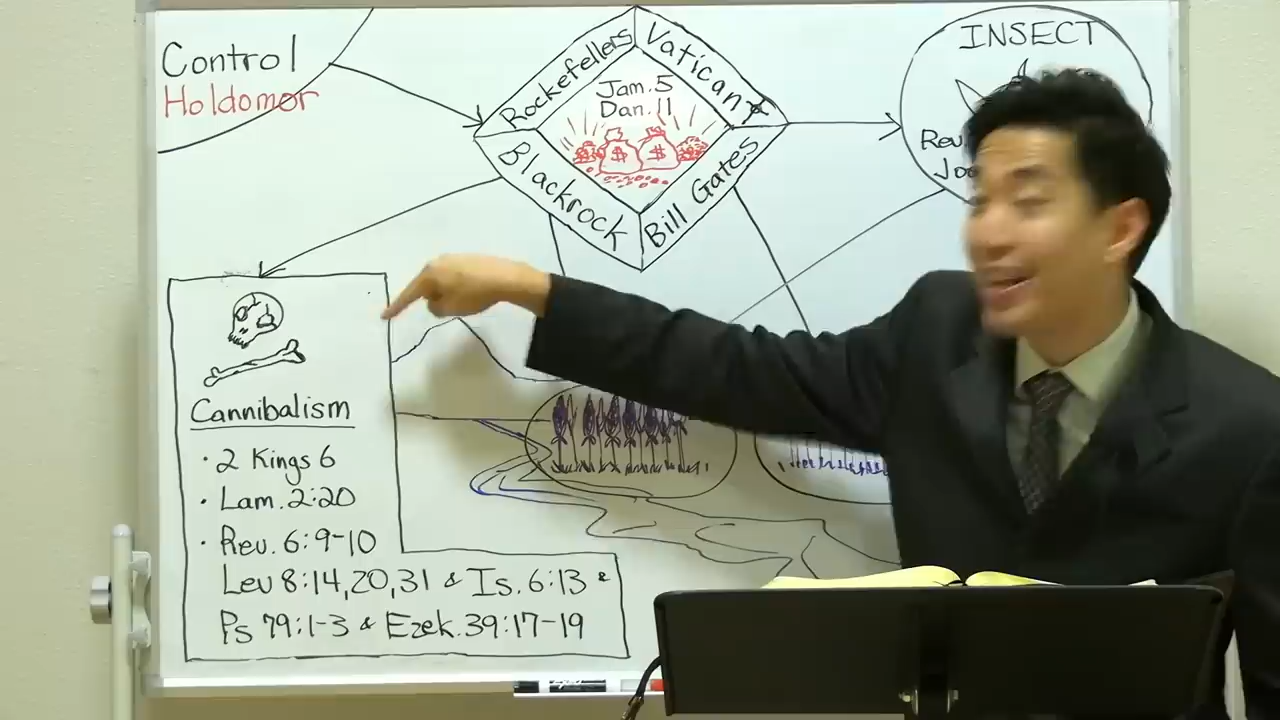 Control
Holdomor
Rockefellers
Vatican
Jam. 5
Dan. 11
$ $
Blackrock
Bill Gates
INSECT
Rev.
Cannibalism
· 2 Kings 6
· Lam. 2:20
· Rev. 6:9-10
Lev 8:14,20,31 & Is. 6:13 &
Ps 79:1-3 & Ezek. 39:17-19